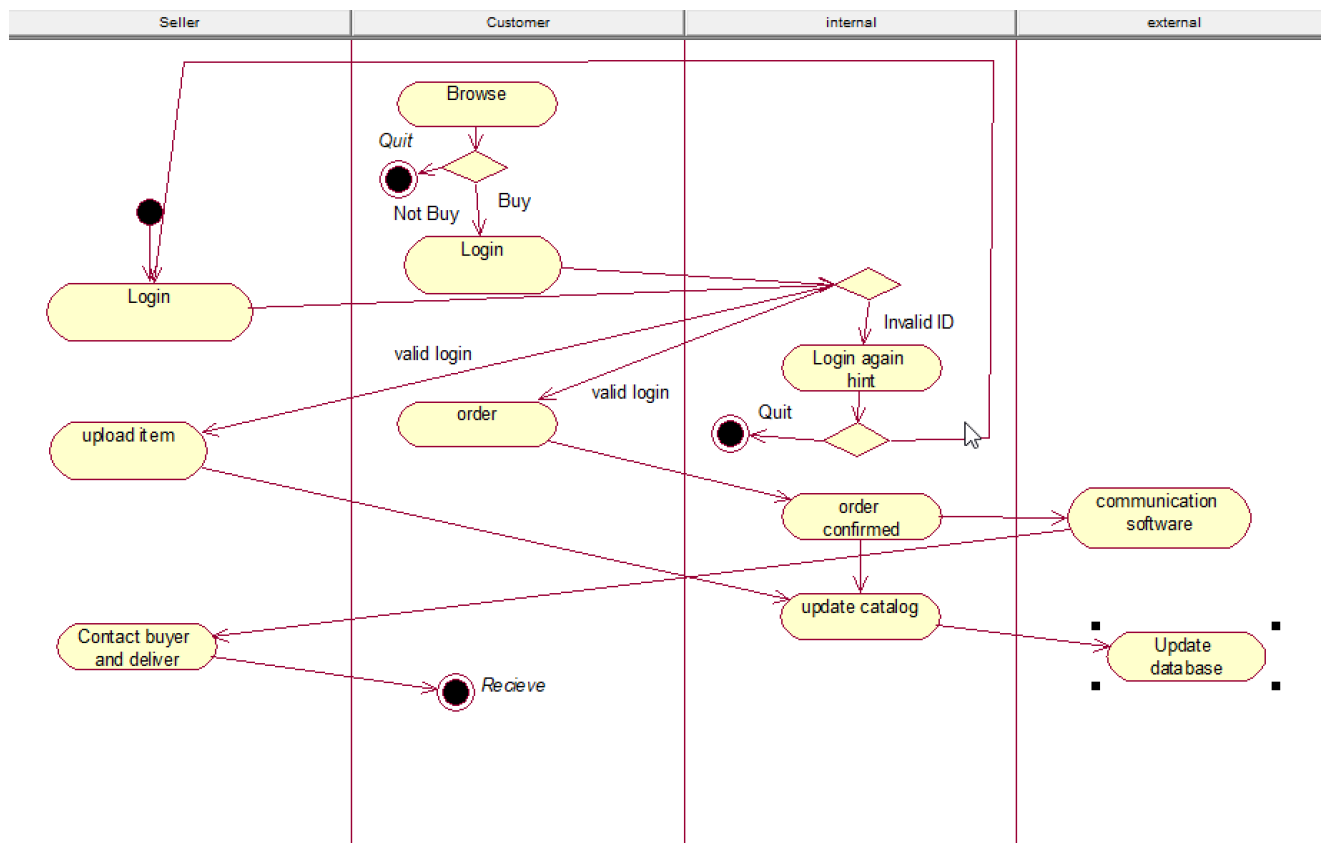 Seller
Customer
internal
external
Browse
Quit
Not Buy
Buy
Login
Login
Invalid ID
valid login
Login again
hint
valid login
order
Quit
upload item
order
confirmed
communication
software
update catalog
Contact buyer
and deliver
Update
database
Recieve